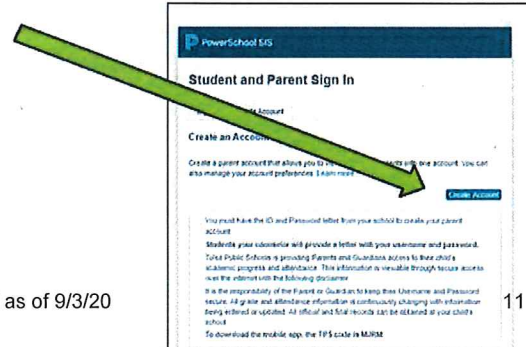 PowerSchool SIS
Student and Parent Sign In
Account
Create an Account
Create a parent account that allows you to with one account. You can
also manage your account preferences. Learn more
Create Account
You must have the ID and Password letter from your school to create your parent
account
Students your counselor will provide a letter with your username and password.
Tulsa Public Schools is providing Parents and Guardians access to their child's
academic progress and attendance. This information is viewable through secure access
over the internet with the following disclaimer
It is the responsibility of the Parent or Guardian to keep their Username and Password
secure. All grade and attendance information is continuously changing with information
being entered or updated. All official and final records can be obtained at your child's
school
To download the mobile app, the TPS code is MJRM
as of 9/3/20
11